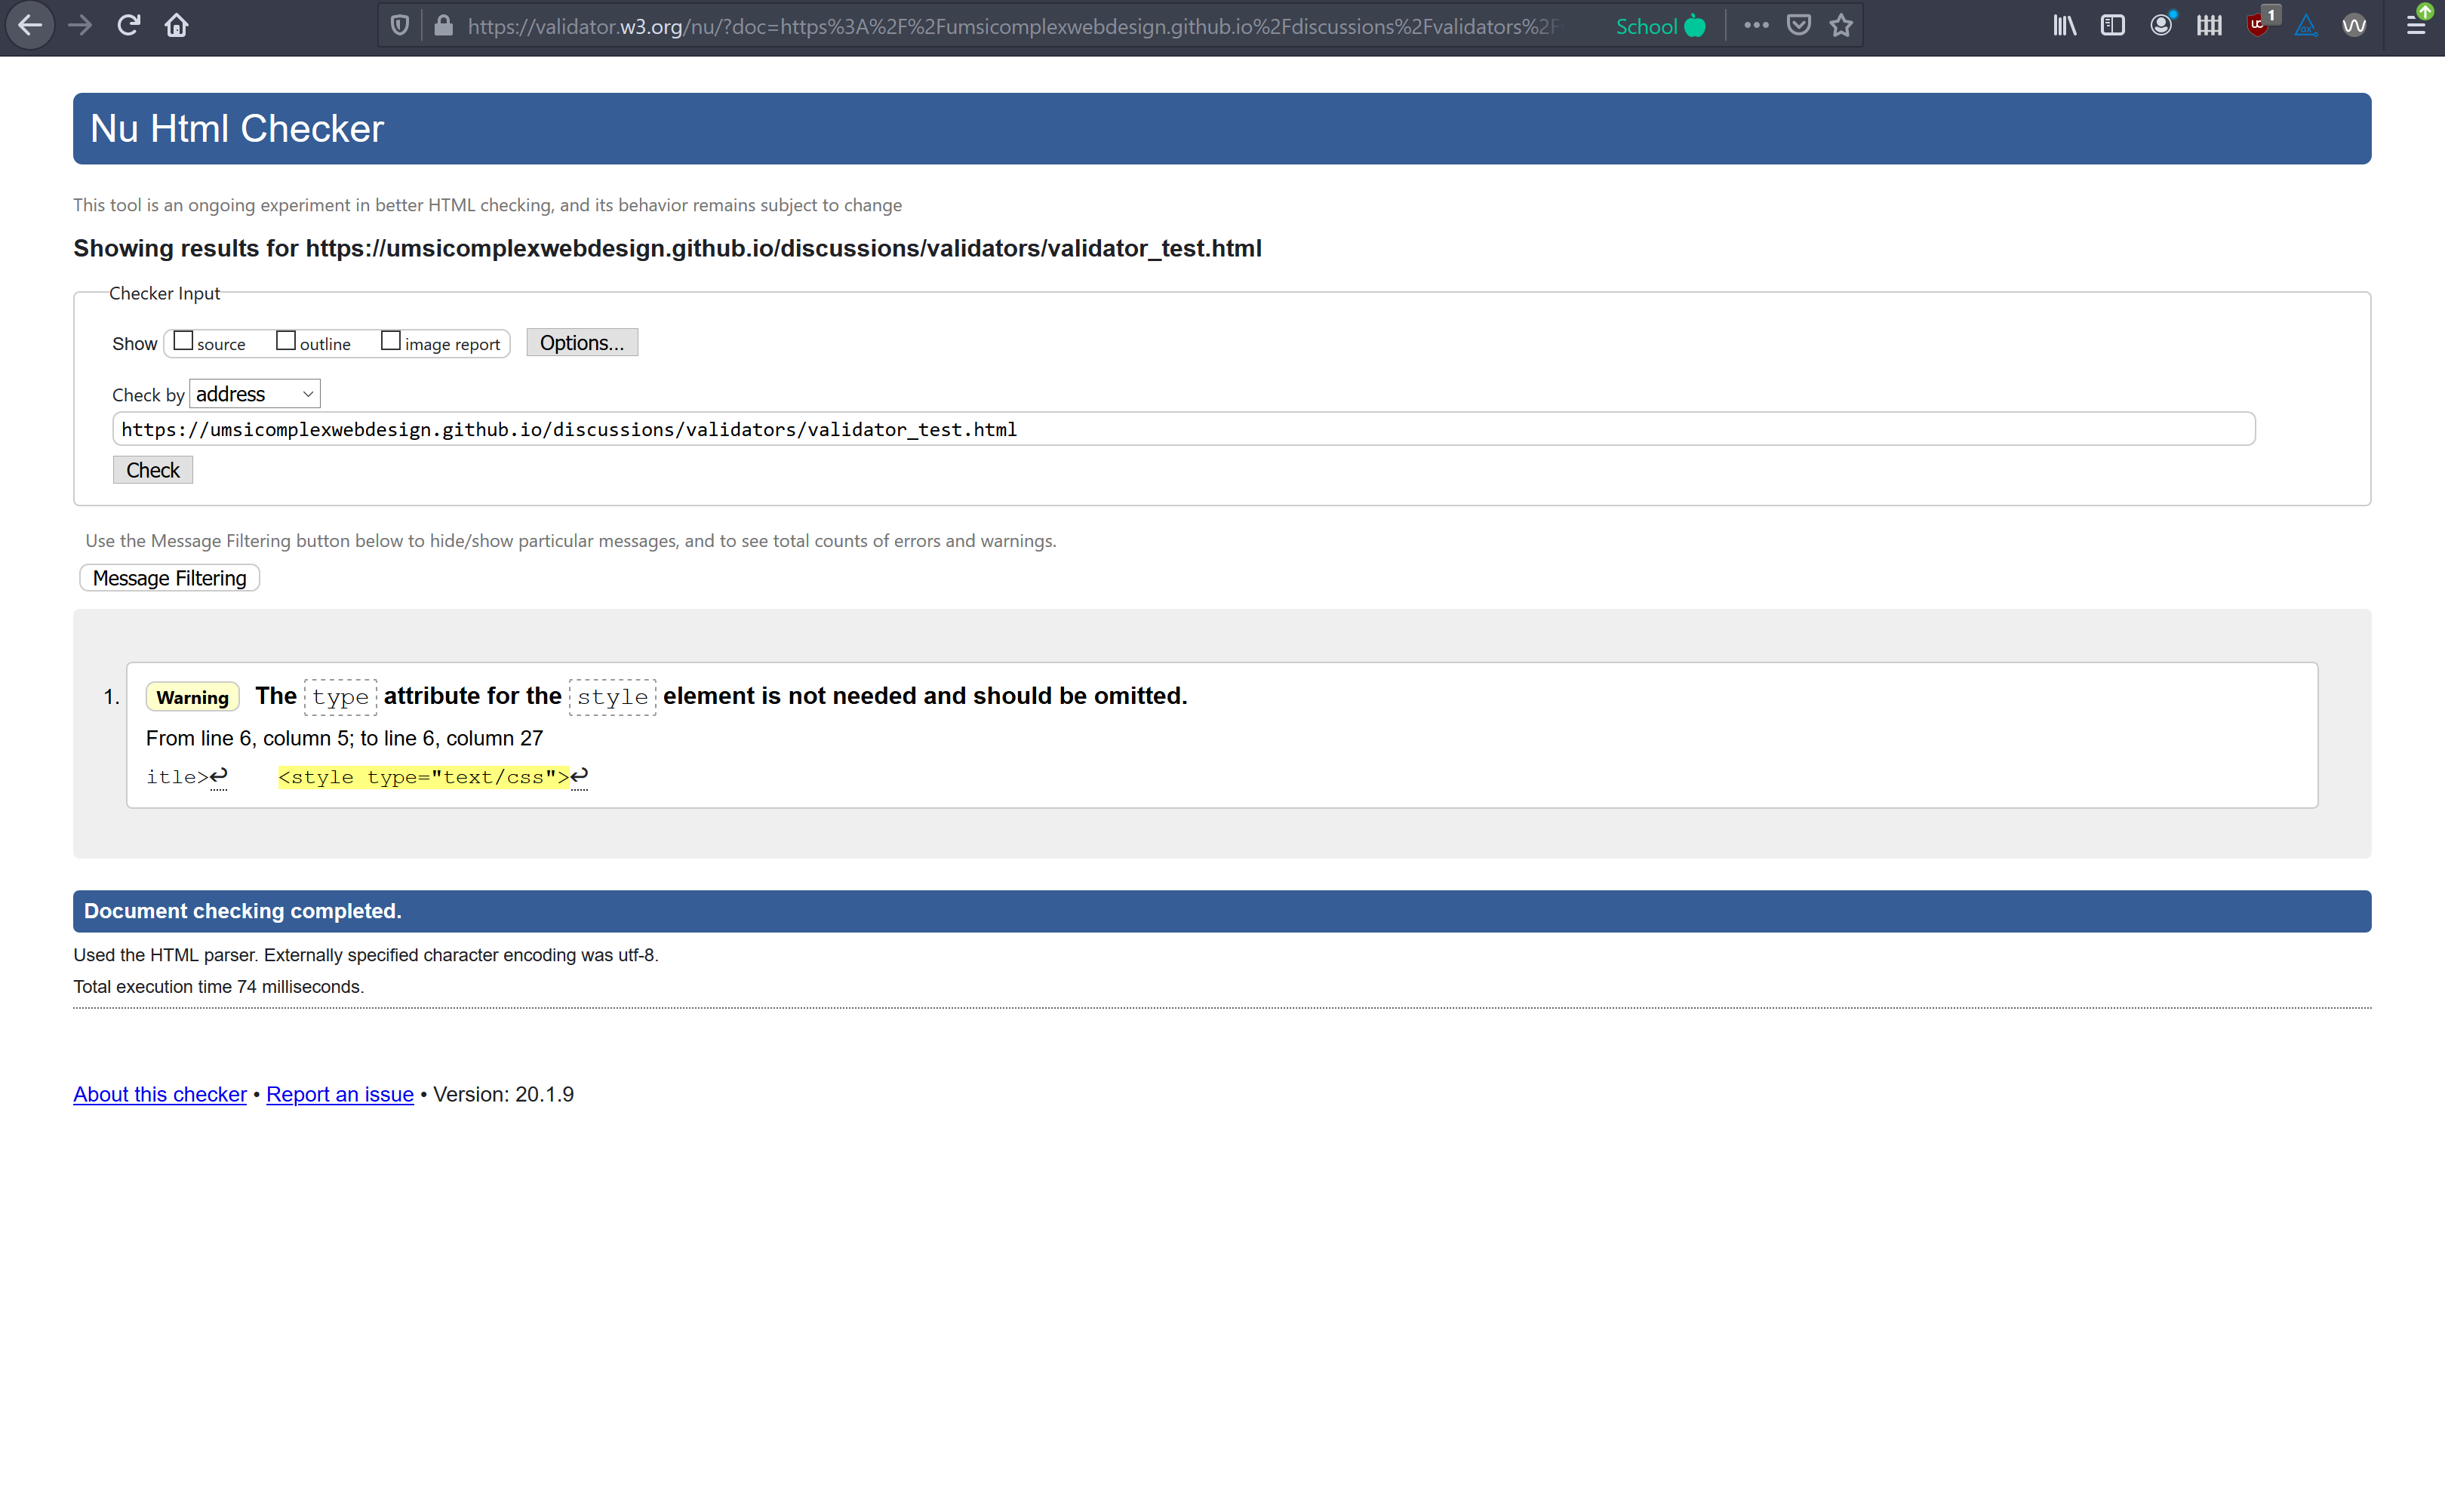 https://validator.w3.org/nu/?doc=https%3A%2F%2Fumsicomplexwebdesign.github.io%2Fdiscussions%2Fvalidators%2F School
1
Nu Html Checker
This tool is an ongoing experiment in better HTML checking, and its behavior remains subject to change
Showing results for https://umsicomplexwebdesign.github.io/discussions/validators/validator_test.html
Checker Input
Show source outline image report Options...
Check by address
https://umsicomplexwebdesign.github.io/discussions/validators/validator_test.html
Check
Use the Message Filtering button below to hide/show particular messages, and to see total counts of errors and warnings.
Message Filtering
1. Warning The type attribute for the style element is not needed and should be omitted.
From line 6, column 5; to line 6, column 27
itle>↩ <style type="text/css">↩
Document checking completed.
Used the HTML parser. Externally specified character encoding was utf-8.
Total execution time 74 milliseconds.
About this checker • Report an issue • Version: 20.1.9